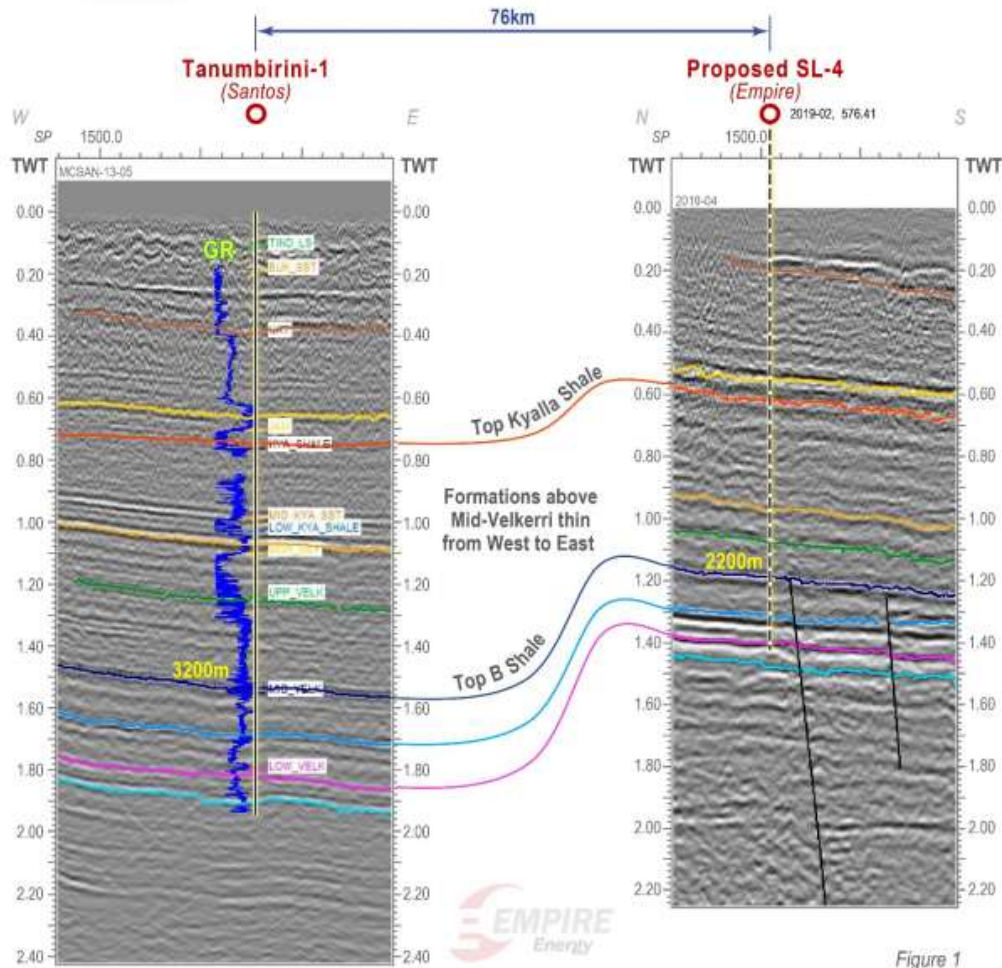 76km
Tanumbirini-1
(Santos)
Proposed SL-4
(Empire)
2019-02, 576.41
W
E
N
S
SP 1500.0
SP 1500.0
TWT
TWT
TWT
TWT
MCSAN-13-05
2019-04
0.00
0.20
0.40
0.60
0.80
1.00
1.20
1.40
1.60
1.80
2.00
2.20
2.40
GR
TIND_LS
BUK_SST
KYA_SHALE
MID_KYA_SST
LOW_KYA_SHALE
UPP_VELK
3200m
MID_VELK
LOW_VELK
0.00
0.20
0.40
0.60
0.80
1.00
1.20
1.40
1.60
1.80
2.00
2.20
2.40
Top Kyalla Shale
Formations above
Mid-Velkerri thin
from West to East
Top B Shale
0.00
0.20
0.40
0.60
0.80
1.00
1.20
1.40
1.60
1.80
2.00
2.20
2200m
0.00
0.20
0.40
0.60
0.80
1.00
1.20
1.40
1.60
1.80
2.00
2.20
EMPIRE
Energy
Figure 1